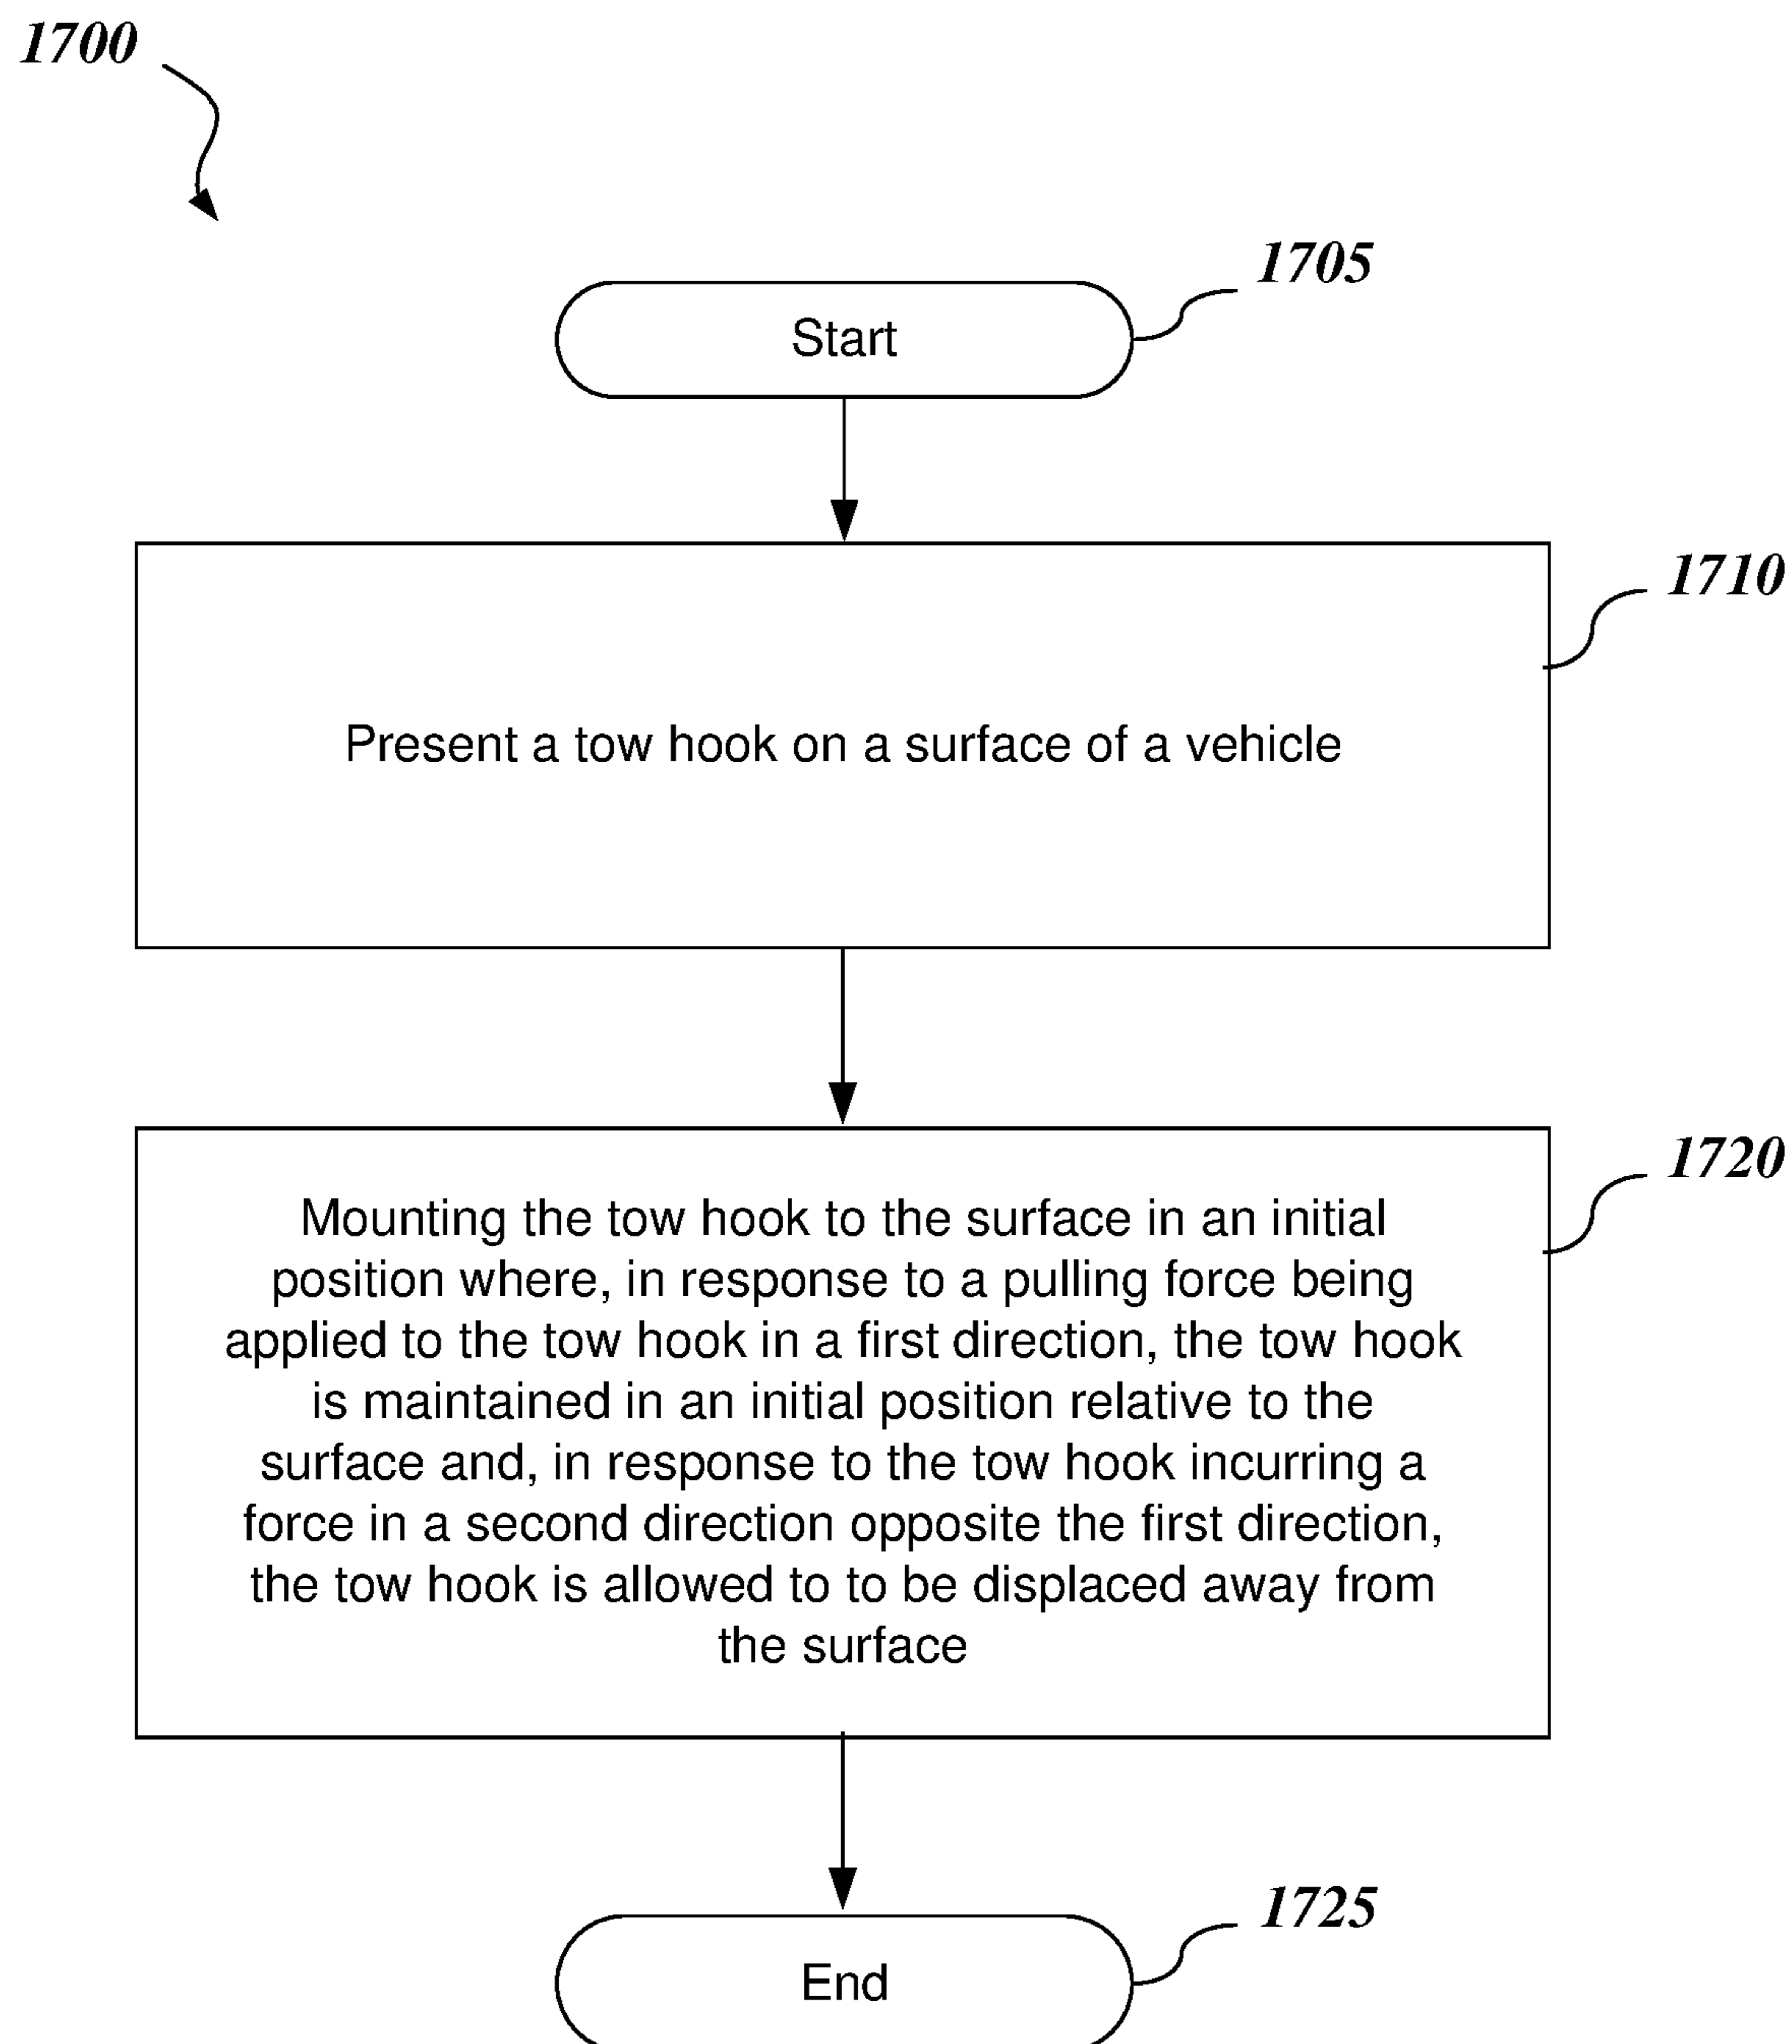 1700
1705
Start
1710
Present a tow hook on a surface of a vehicle
1720
Mounting the tow hook to the surface in an initial
position where, in response to a pulling force being
applied to the tow hook in a first direction, the tow hook
is maintained in an initial position relative to the
surface and, in response to the tow hook incurring a
force in a second direction opposite the first direction,
the tow hook is allowed to to be displaced away from
the surface
1725
End